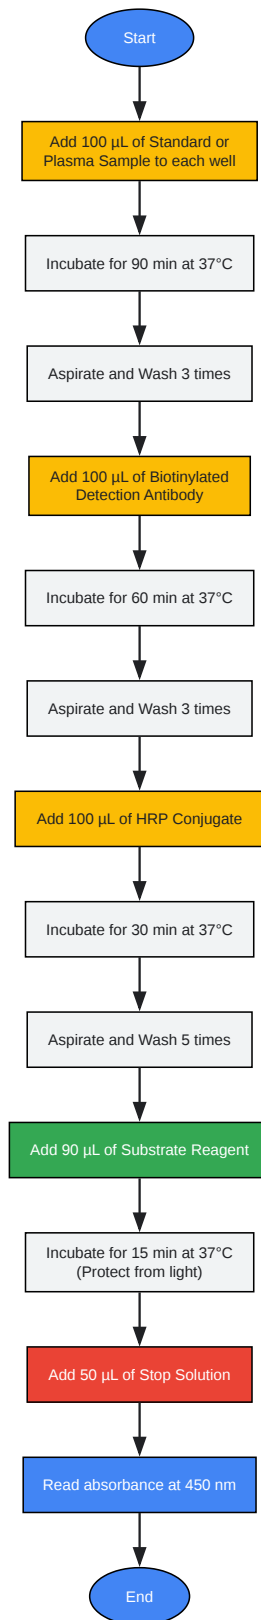 Start
Add 100 µL of Standard or
Plasma Sample to each well
Incubate for 90 min at 37°C
Aspirate and Wash 3 times
Add 100 µL of Biotinylated
Detection Antibody
Incubate for 60 min at 37°C
Aspirate and Wash 3 times
Add 100 µL of HRP Conjugate
Incubate for 30 min at 37°C
Aspirate and Wash 5 times
Add 90 µL of Substrate Reagent
Incubate for 15 min at 37°C
(Protect from light)
Add 50 µL of Stop Solution
Read absorbance at 450 nm
End